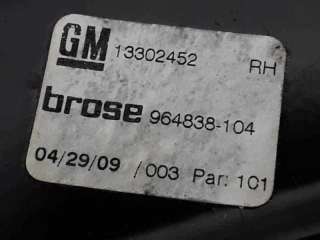 GM 13302452 RH
brose 964838-104
04/29/09 /003 Par: 101